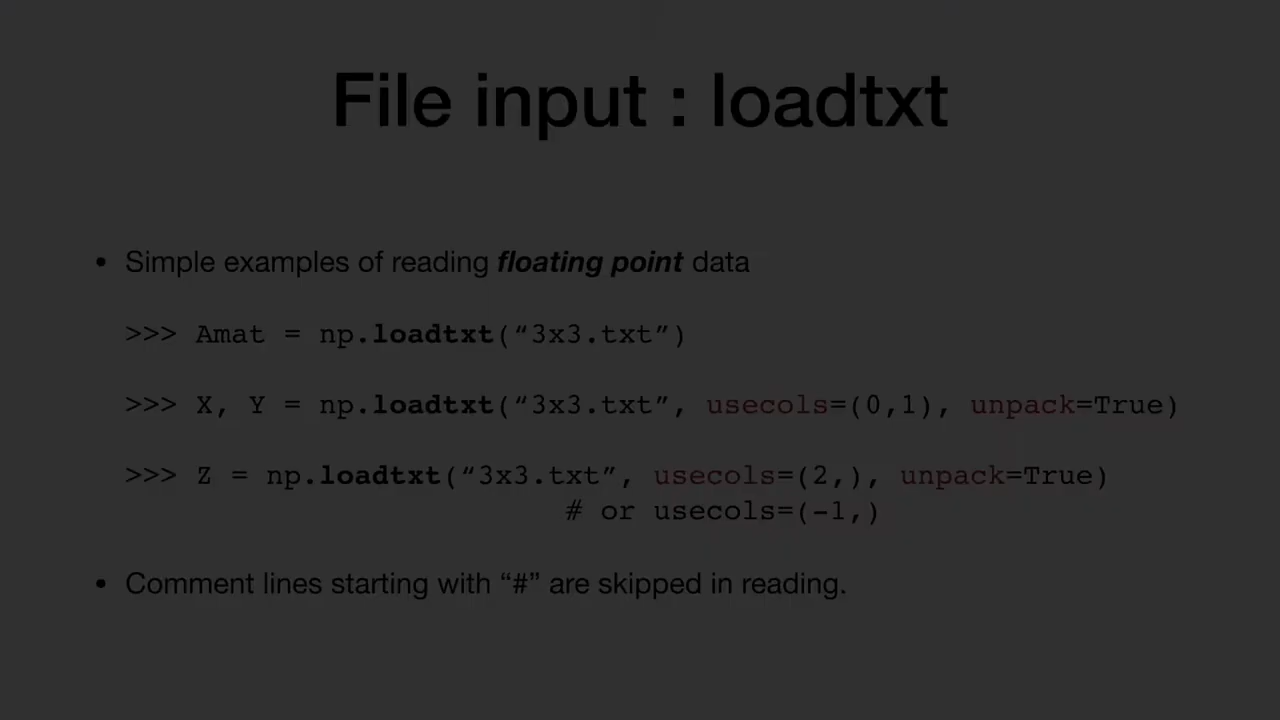 File input : loadtxt
• Simple examples of reading floating point data
>>> Amat = np.loadtxt(“3x3.txt”)
>>> X, Y = np.loadtxt(“3x3.txt”, usecols=(0,1), unpack=True)
>>> Z = np.loadtxt(“3x3.txt”, usecols=(2,), unpack=True)
# or usecols=(-1,)
• Comment lines starting with “#” are skipped in reading.